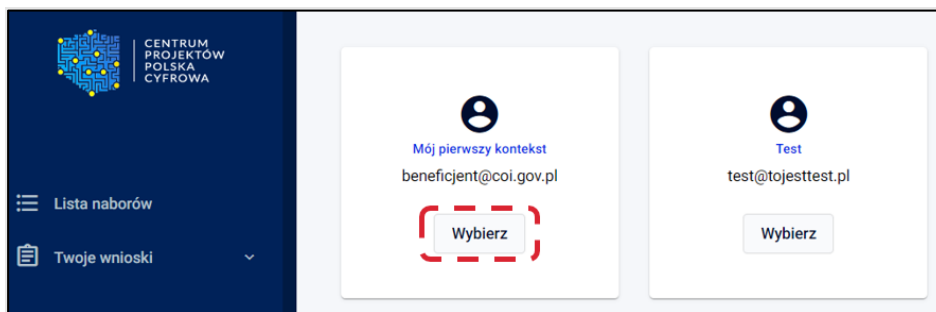 CENTRUM
PROJEKTÓW
POLSKA
CYFROWA
Lista naborów
Twoje wnioski
Mój pierwszy kontekst
beneficjent@coi.gov.pl
Wybierz
Test
test@tojesttest.pl
Wybierz